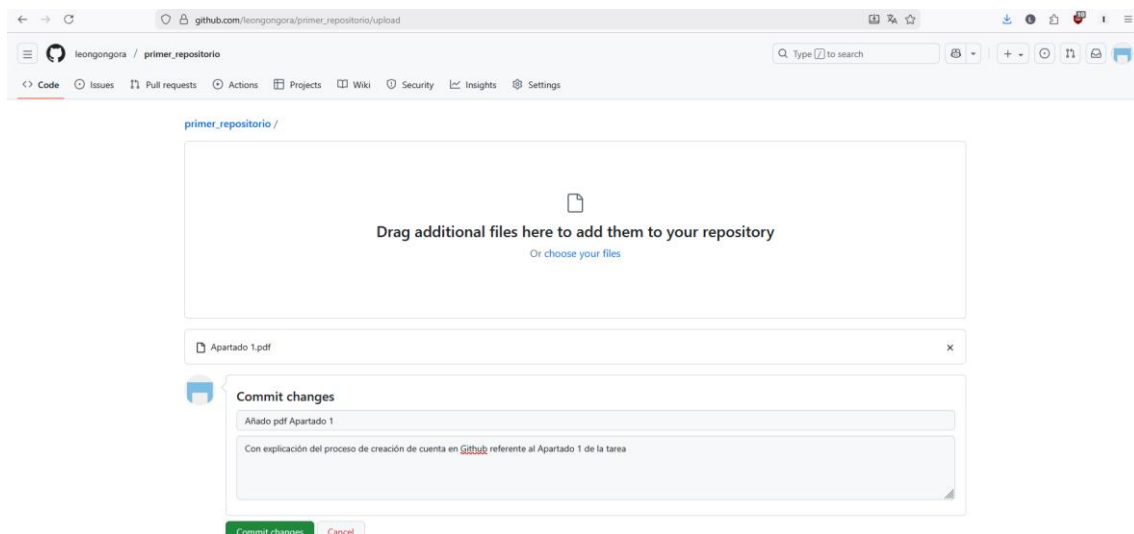 github.com/leongongora/primer_repositorio/upload
leongongora / primer_repositorio
Type / to search
Code Issues Pull requests Actions Projects Wiki Security Insights Settings
primer_repositorio /
Drag additional files here to add them to your repository
Or choose your files
Apartado 1.pdf
Commit changes
Añado pdf Apartado 1
Con explicación del proceso de creación de cuenta en Github referente al Apartado 1 de la tarea
Commit changes Cancel